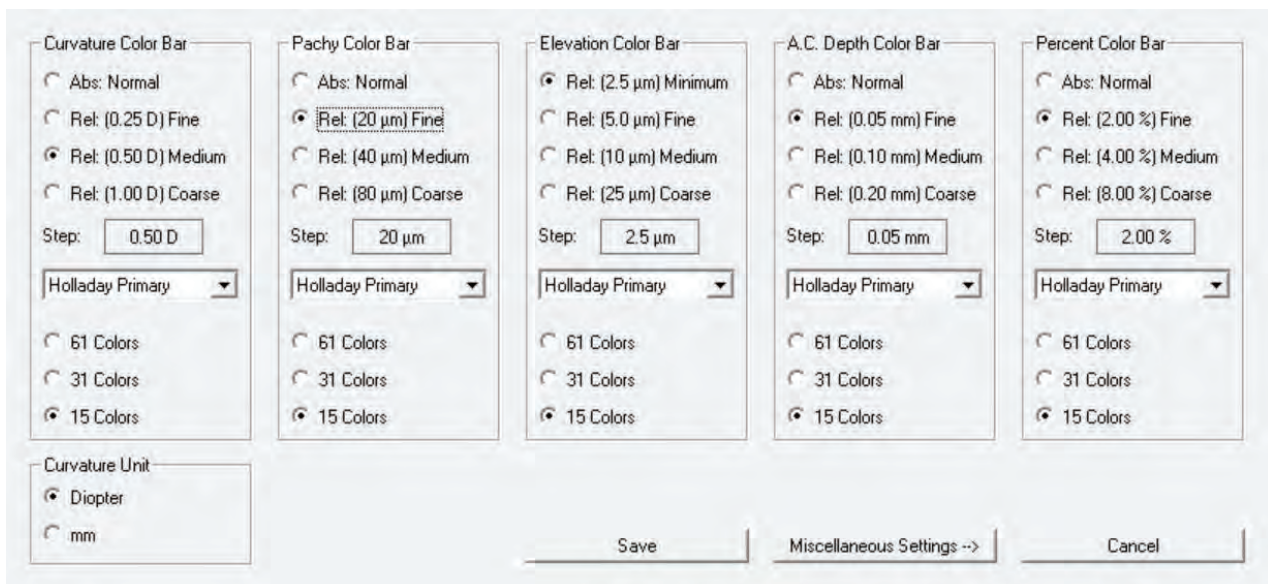 Curvature Color Bar
Abs: Normal
Rel: (0.25 D) Fine
Rel: (0.50 D) Medium
Rel: (1.00 D) Coarse
Step: 0.50 D
Holladay Primary
61 Colors
31 Colors
15 Colors
Pachy Color Bar
Abs: Normal
Rel: (20 µm) Fine
Rel: (40 µm) Medium
Rel: (80 µm) Coarse
Step: 20 µm
Holladay Primary
61 Colors
31 Colors
15 Colors
Elevation Color Bar
Rel: (2.5 µm) Minimum
Rel: (5.0 µm) Fine
Rel: (10 µm) Medium
Rel: (25 µm) Coarse
Step: 2.5 µm
Holladay Primary
61 Colors
31 Colors
15 Colors
A.C. Depth Color Bar
Abs: Normal
Rel: (0.05 mm) Fine
Rel: (0.10 mm) Medium
Rel: (0.20 mm) Coarse
Step: 0.05 mm
Holladay Primary
61 Colors
31 Colors
15 Colors
Percent Color Bar
Abs: Normal
Rel: (2.00 %) Fine
Rel: (4.00 %) Medium
Rel: (8.00 %) Coarse
Step: 2.00 %
Holladay Primary
61 Colors
31 Colors
15 Colors
Curvature Unit
Diopter
mm
Save
Miscellaneous Settings -->
Cancel